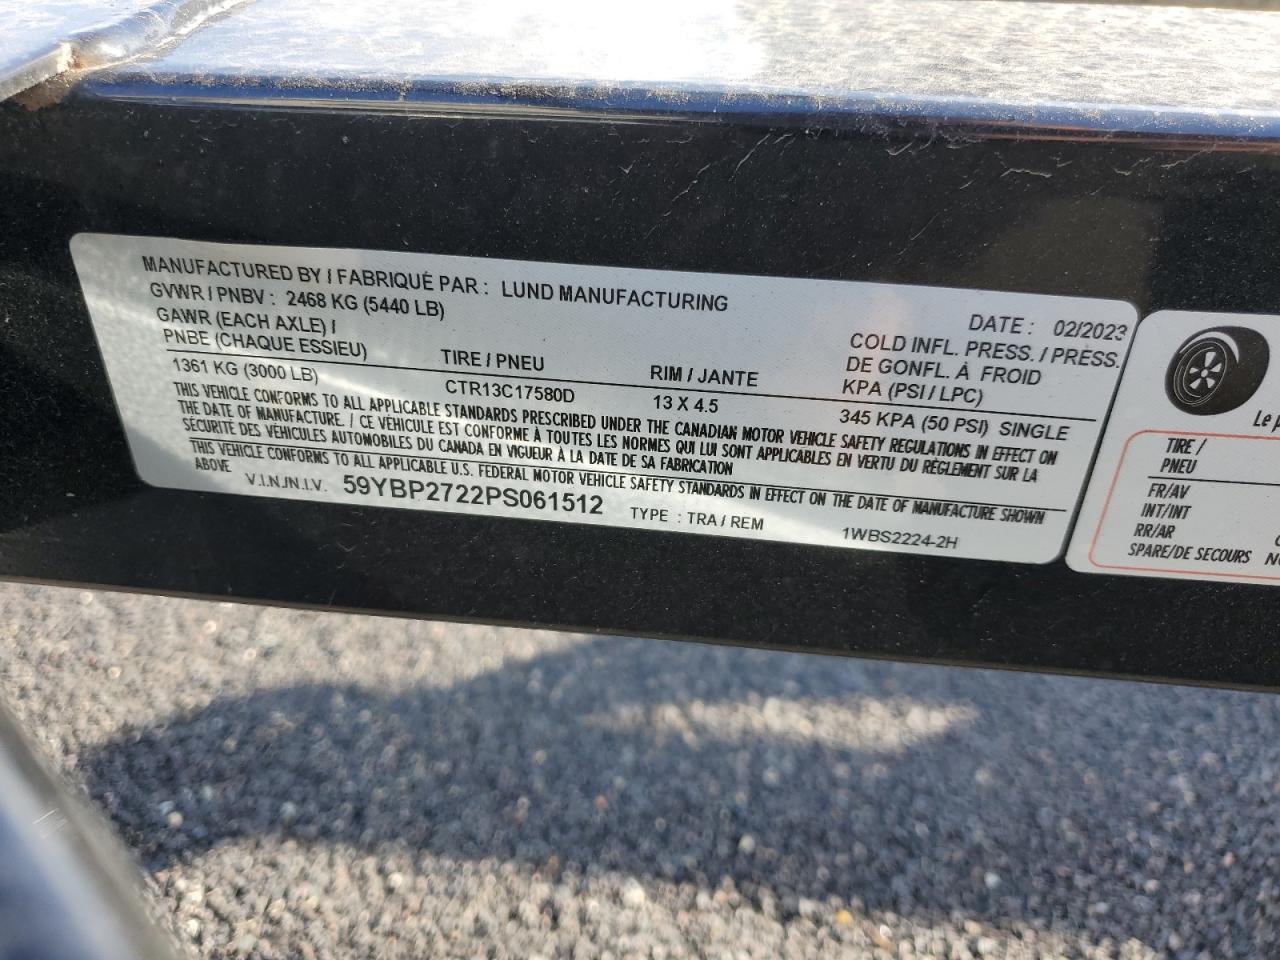 MANUFACTURED BY / FABRIQUÉ PAR : LUND MANUFACTURING
GVWR / PNBV : 2468 KG (5440 LB)
DATE : 02/2023
GAWR (EACH AXLE) /
PNBE (CHAQUE ESSIEU)
TIRE / PNEU
RIM / JANTE
COLD INFL. PRESS. / PRESS.
DE GONFL. À FROID
KPA (PSI / LPC)
1361 KG (3000 LB)
CTR13C17580D
13 X 4.5
345 KPA (50 PSI) SINGLE
THIS VEHICLE CONFORMS TO ALL APPLICABLE STANDARDS PRESCRIBED UNDER THE CANADIAN MOTOR VEHICLE SAFETY REGULATIONS IN EFFECT ON
THE DATE OF MANUFACTURE. / CE VÉHICULE EST CONFORME À TOUTES LES NORMES QUI LUI SONT APPLICABLES EN VERTU DU RÈGLEMENT SUR LA
SÉCURITÉ DES VÉHICULES AUTOMOBILES DU CANADA EN VIGUEUR À LA DATE DE SA FABRICATION
THIS VEHICLE CONFORMS TO ALL APPLICABLE U.S. FEDERAL MOTOR VEHICLE SAFETY STANDARDS IN EFFECT ON THE DATE OF MANUFACTURE SHOWN
ABOVE
V.I.N./N.I.V. 59YBP2722PS061512
TYPE : TRA / REM
1WBS2224-2H
Le
TIRE /
PNEU
FR/AV
INT/INT
RR/AR
SPARE/DE SECOURS